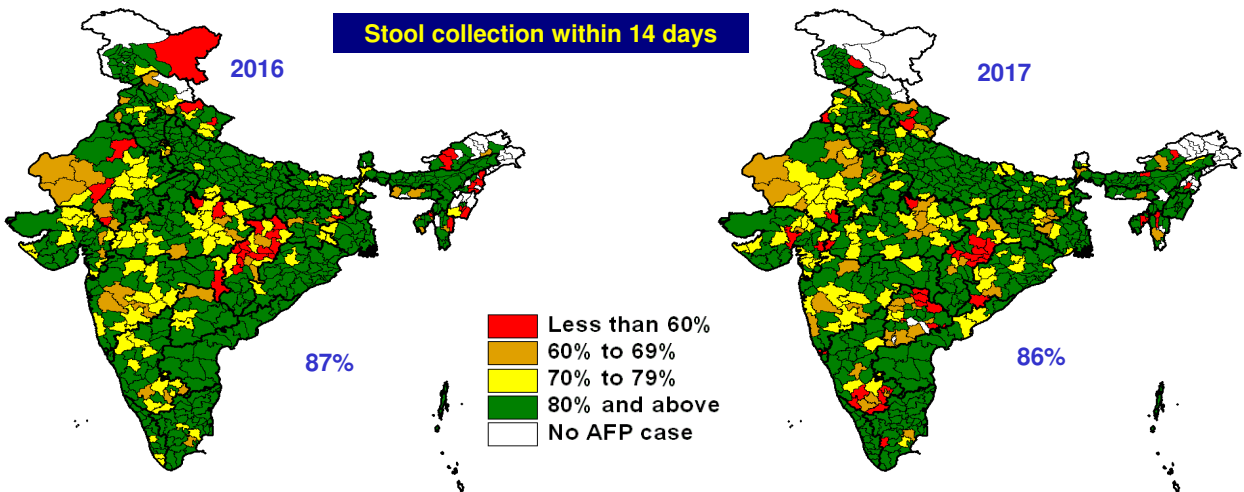 Stool collection within 14 days
2016
2017
Less than 60%
60% to 69%
70% to 79%
80% and above
No AFP case
87%
86%